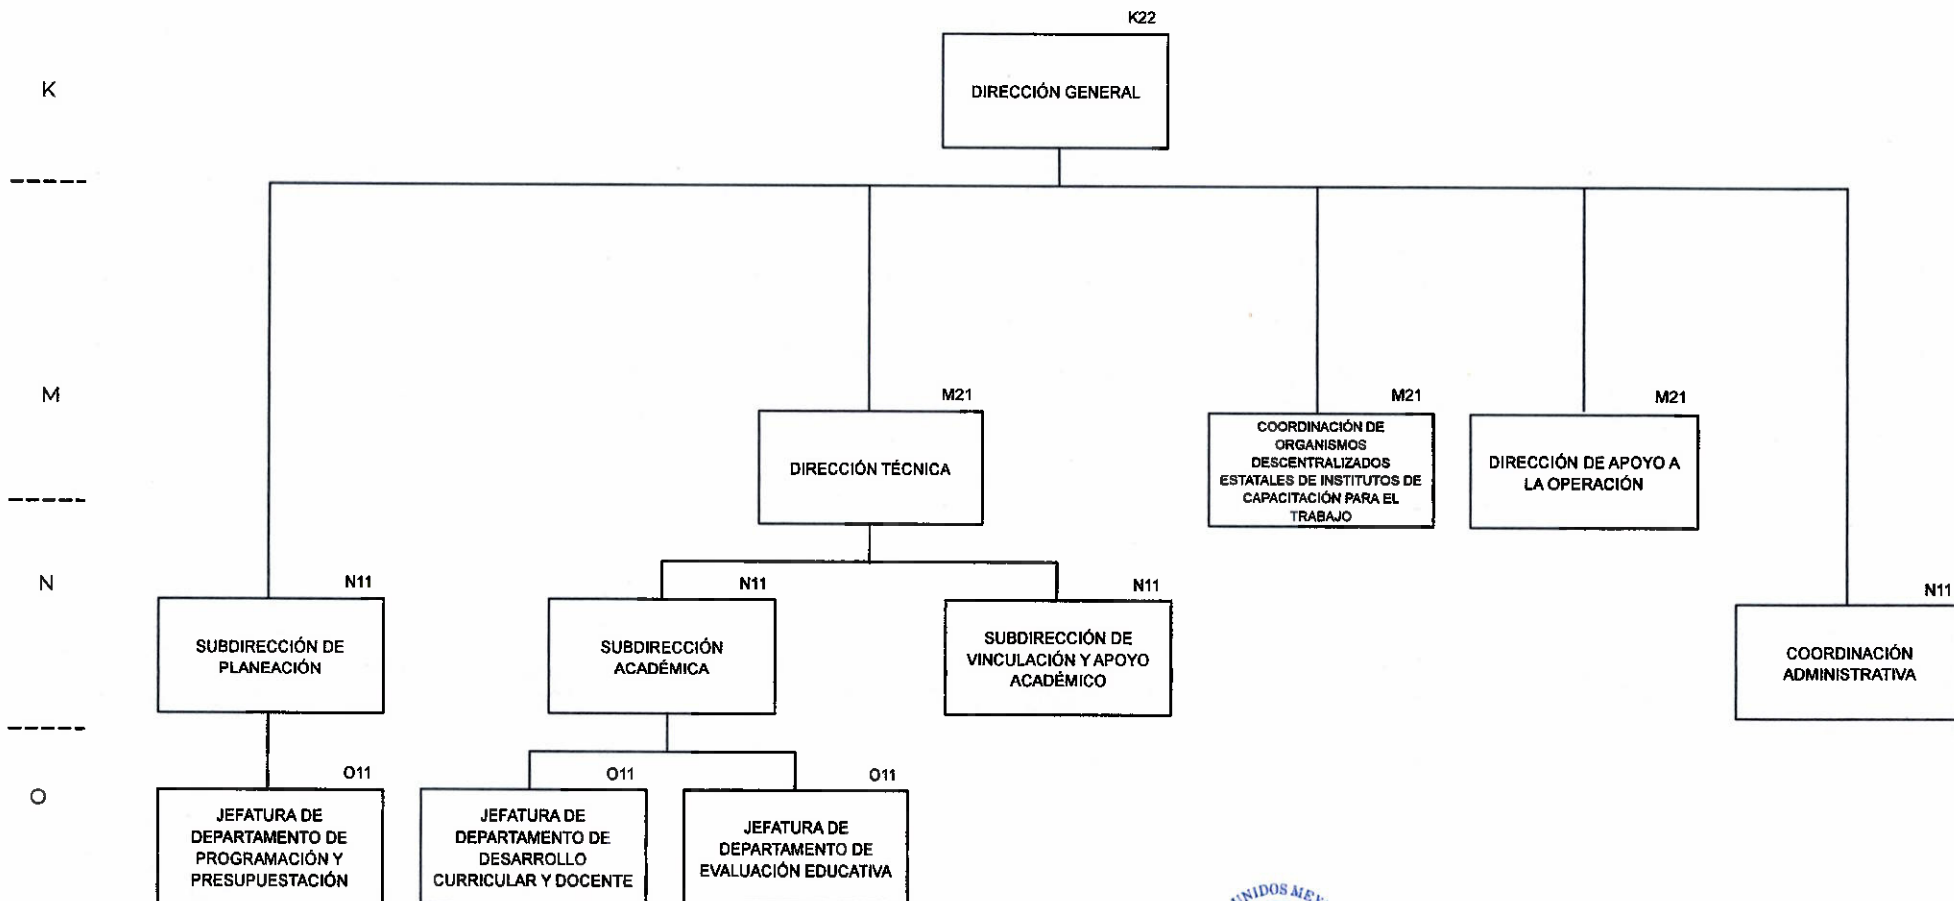 K22
K
DIRECCIÓN GENERAL
M
M21
M21
M21
DIRECCIÓN TÉCNICA
COORDINACIÓN DE
ORGANISMOS
DESCENTRALIZADOS
ESTATALES DE INSTITUTOS DE
CAPACITACIÓN PARA EL
TRABAJO
DIRECCIÓN DE APOYO A
LA OPERACIÓN
N
N11
N11
N11
N11
SUBDIRECCIÓN DE
PLANEACIÓN
SUBDIRECCIÓN
ACADÉMICA
SUBDIRECCIÓN DE
VINCULACIÓN Y APOYO
ACADÉMICO
COORDINACIÓN
ADMINISTRATIVA
O
O11
O11
O11
JEFATURA DE
DEPARTAMENTO DE
PROGRAMACIÓN Y
PRESUPUESTACIÓN
JEFATURA DE
DEPARTAMENTO DE
DESARROLLO
CURRICULAR Y DOCENTE
JEFATURA DE
DEPARTAMENTO DE
EVALUACIÓN EDUCATIVA
UNIDOS